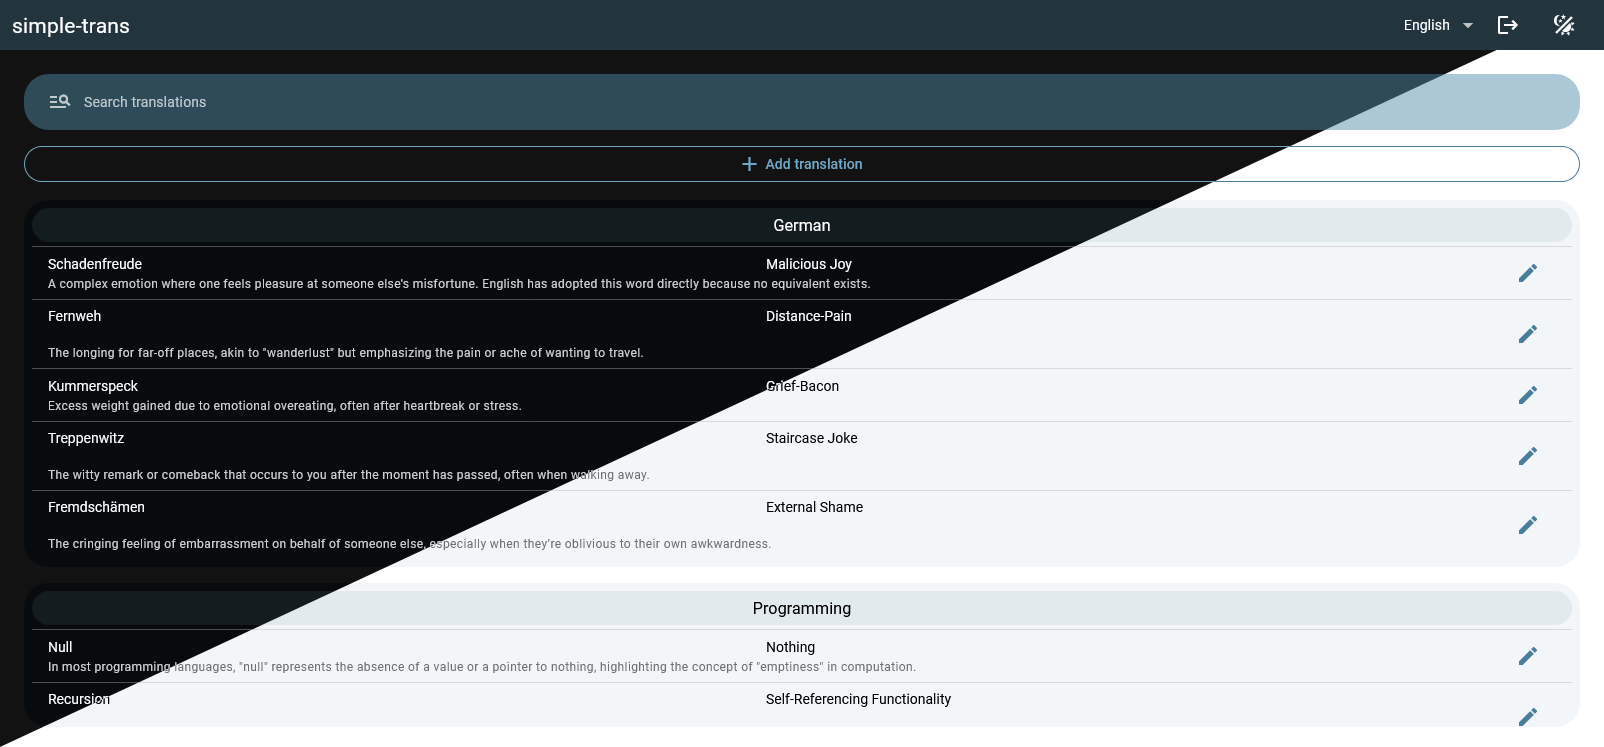 simple-trans
English
Search translations
Add translation
German
Schadenfreude
Malicious Joy
A complex emotion where one feels pleasure at someone else's misfortune. English has adopted this word directly because no equivalent exists.
Fernweh
Distance-Pain
The longing for far-off places, akin to "wanderlust" but emphasizing the pain or ache of wanting to travel.
Kummerspeck
Grief-Bacon
Excess weight gained due to emotional overeating, often after heartbreak or stress.
Treppenwitz
Staircase Joke
The witty remark or comeback that occurs to you after the moment has passed, often when walking away.
Fremdschämen
External Shame
The cringing feeling of embarrassment on behalf of someone else, especially when they're oblivious to their own awkwardness.
Programming
Null
Nothing
In most programming languages, "null" represents the absence of a value or a pointer to nothing, highlighting the concept of "emptiness" in computation.
Recursion
Self-Referencing Functionality